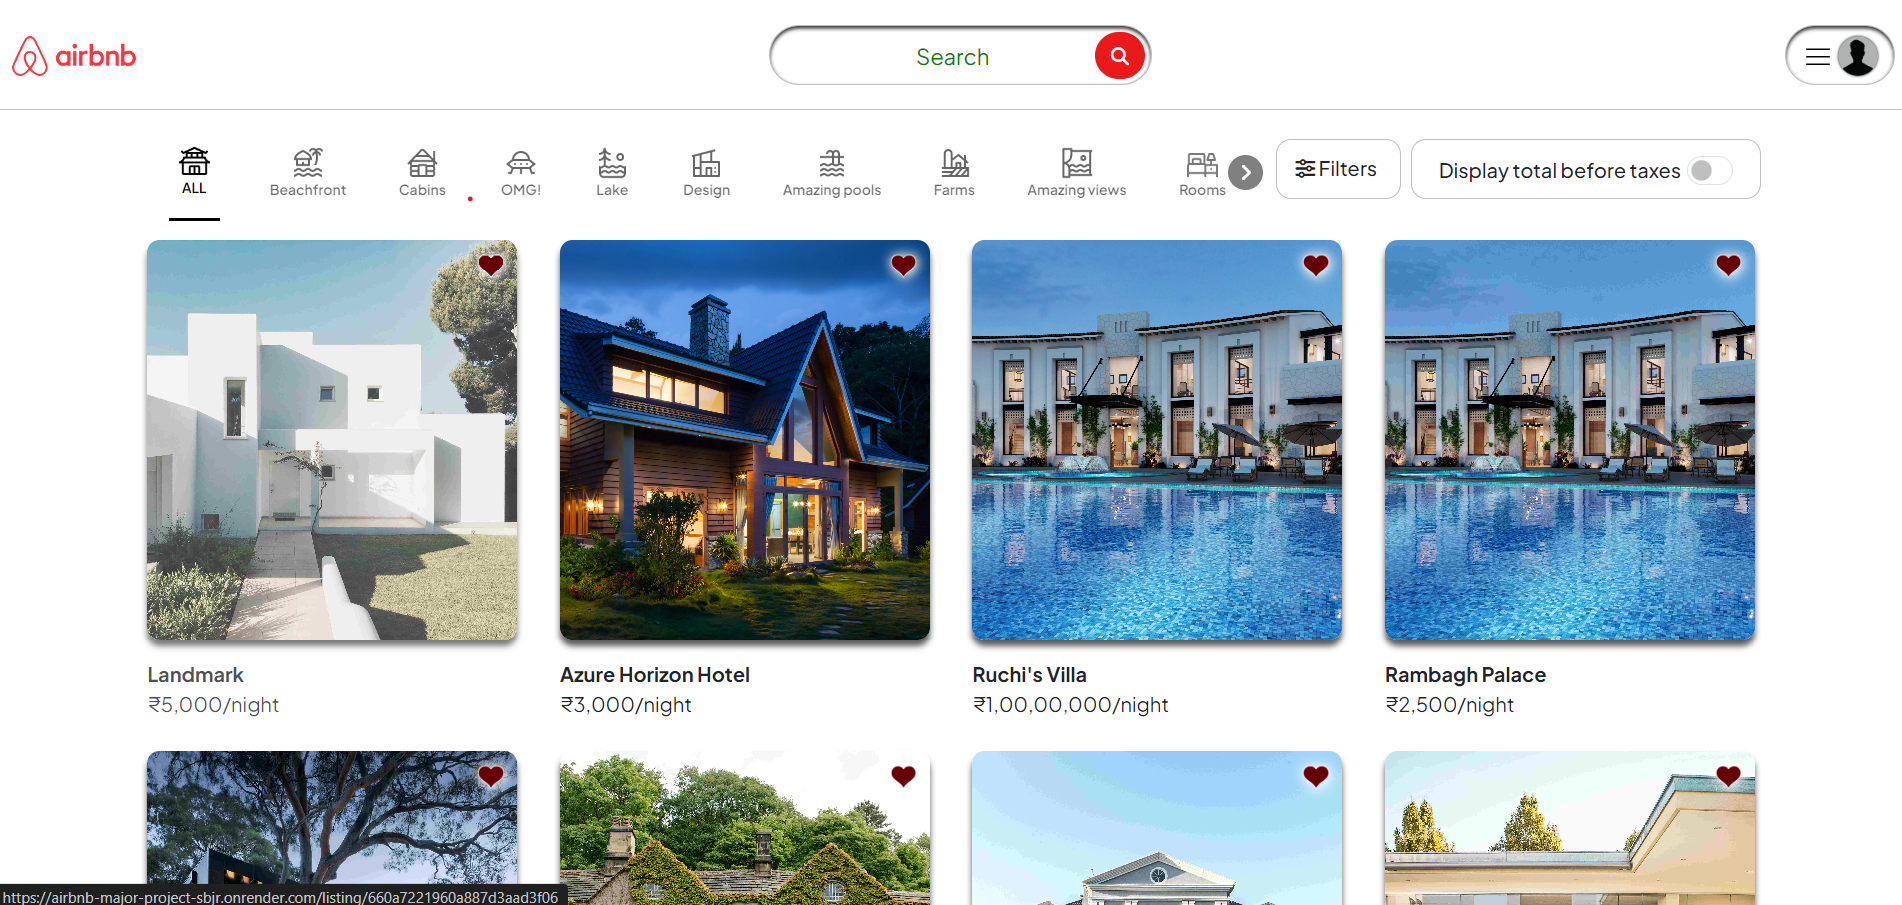 airbnb
Search
ALL
Beachfront
Cabins
OMG!
Lake
Design
Amazing pools
Farms
Amazing views
Rooms
Filters
Display total before taxes
Landmark
₹5,000/night
Azure Horizon Hotel
₹3,000/night
Ruchi's Villa
₹1,00,00,000/night
Rambagh Palace
₹2,500/night
https://airbnb-major-project-sbjr.onrender.com/listing/660a7221960a887d3aad3f06